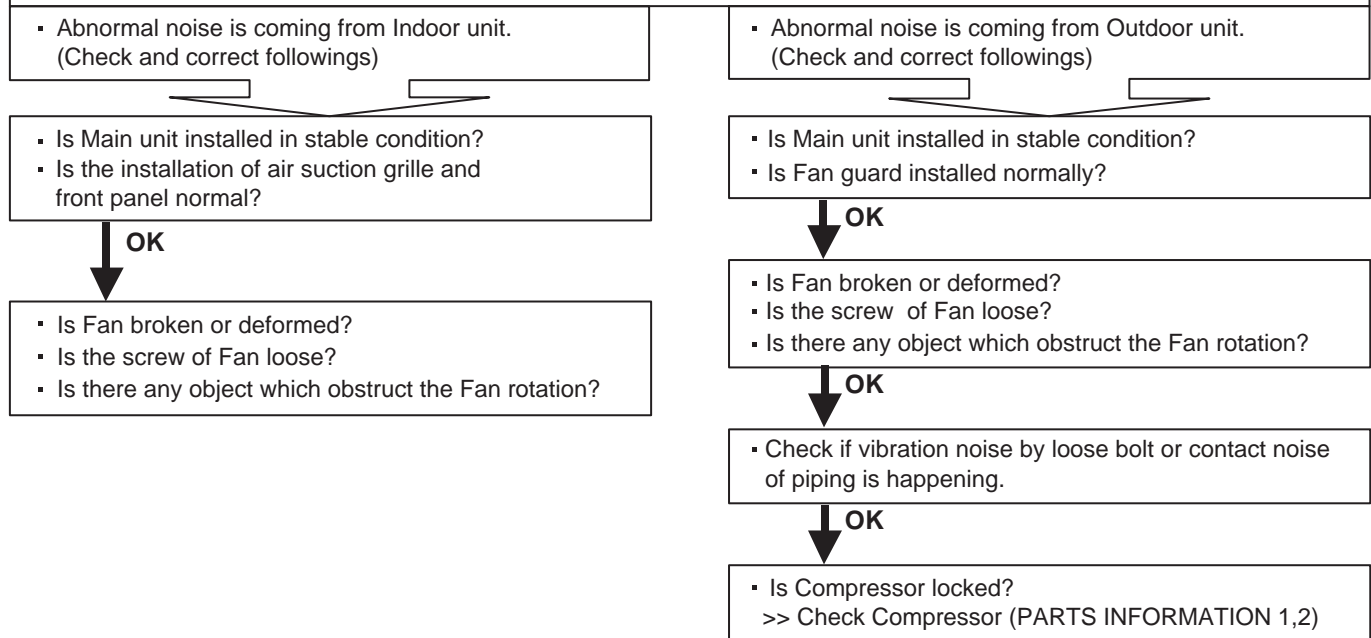 ▪ Abnormal noise is coming from Indoor unit.
(Check and correct followings)
▪ Is Main unit installed in stable condition?
▪ Is the installation of air suction grille and
front panel normal?
OK
▪ Is Fan broken or deformed?
▪ Is the screw of Fan loose?
▪ Is there any object which obstruct the Fan rotation?
▪ Abnormal noise is coming from Outdoor unit.
(Check and correct followings)
▪ Is Main unit installed in stable condition?
▪ Is Fan guard installed normally?
OK
▪ Is Fan broken or deformed?
▪ Is the screw of Fan loose?
▪ Is there any object which obstruct the Fan rotation?
OK
▪ Check if vibration noise by loose bolt or contact noise
of piping is happening.
OK
▪ Is Compressor locked?
>> Check Compressor (PARTS INFORMATION 1,2)